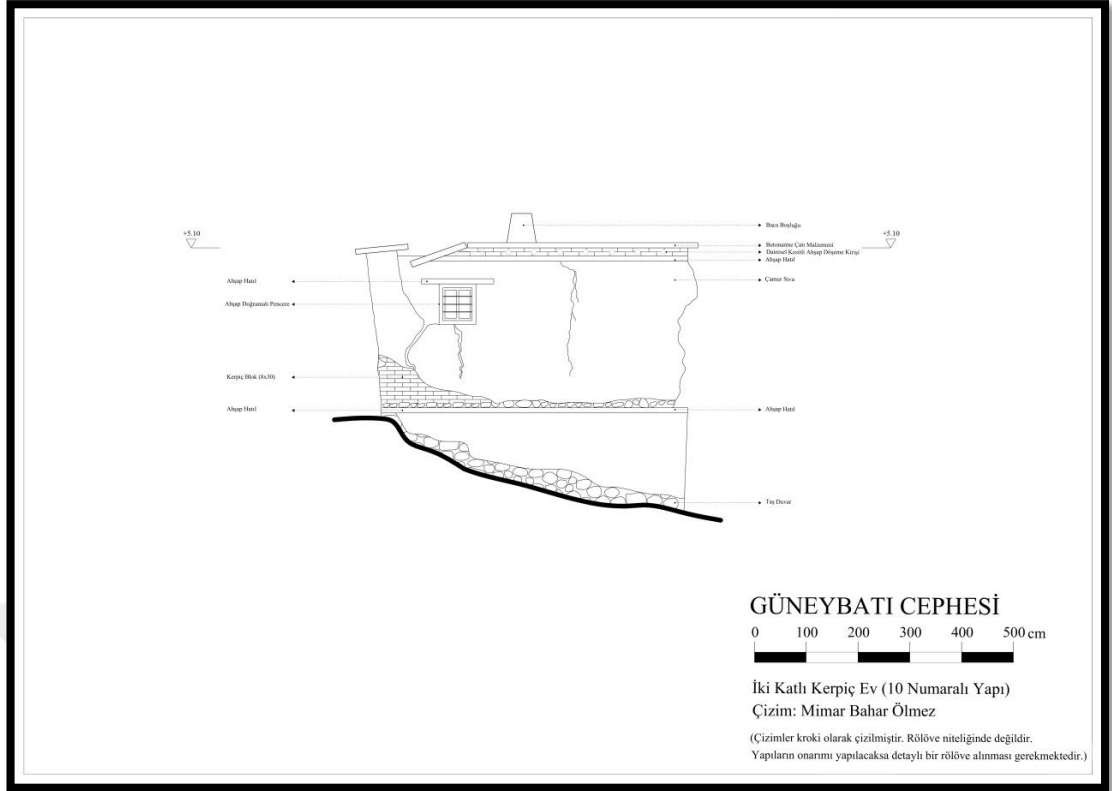 Baca Boşluğu
+5.10
+5.10
Betonarme Çatı Malzemesi
Dairesel Kesitli Ahşap Döşeme Kirişi
Ahşap Hatıl
Ahşap Hatıl
Çamur Sıva
Ahşap Doğramalı Pencere
Kerpiç Blok (8x30)
Ahşap Hatıl
Ahşap Hatıl
Taş Duvar
GÜNEYBATI CEPHESİ
0 100 200 300 400 500 cm
İki Katlı Kerpiç Ev (10 Numaralı Yapı)
Çizim: Mimar Bahar Ölmez
(Çizimler kroki olarak çizilmiştir. Rölöve niteliğinde değildir.
Yapıların onarımı yapılacaksa detaylı bir rölöve alınması gerekmektedir.)